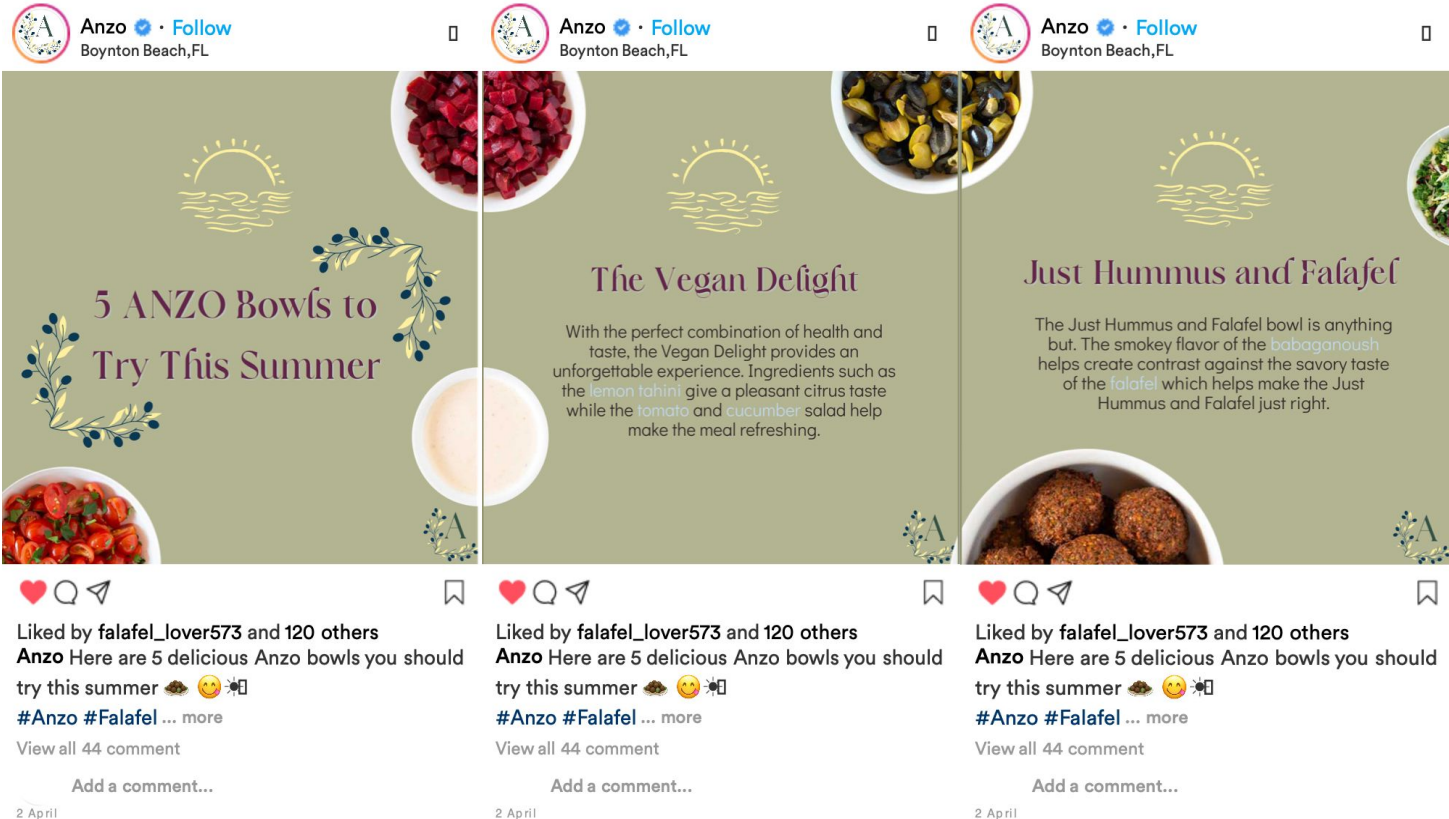 Anzo · Follow
Boynton Beach,FL
A
5 ANZO Bowls to
Try This Summer
A
Liked by falafel_lover573 and 120 others
Anzo Here are 5 delicious Anzo bowls you should
try this summer
#Anzo #Falafel ... more
View all 44 comment
Add a comment...
2 April
Anzo · Follow
Boynton Beach,FL
A
The Vegan Delight
With the perfect combination of health and
taste, the Vegan Delight provides an
unforgettable experience. Ingredients such as
the lemon tahini give a pleasant citrus taste
while the tomato and cucumber salad help
make the meal refreshing.
A
Liked by falafel_lover573 and 120 others
Anzo Here are 5 delicious Anzo bowls you should
try this summer
#Anzo #Falafel ... more
View all 44 comment
Add a comment...
2 April
Anzo · Follow
Boynton Beach,FL
A
Just Hummus and Falafel
The Just Hummus and Falafel bowl is anything
but. The smokey flavor of the babaganoush
helps create contrast against the savory taste
of the falafel which helps make the Just
Hummus and Falafel just right.
A
Liked by falafel_lover573 and 120 others
Anzo Here are 5 delicious Anzo bowls you should
try this summer
#Anzo #Falafel ... more
View all 44 comment
Add a comment...
2 April